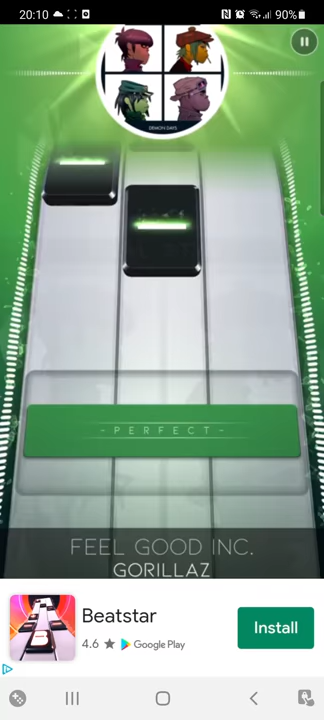 20:10
90%
DEMON DAYS
- PERFECT -
FEEL GOOD INC.
GORILLAZ
Beatstar
4.6 ★ Google Play
Install